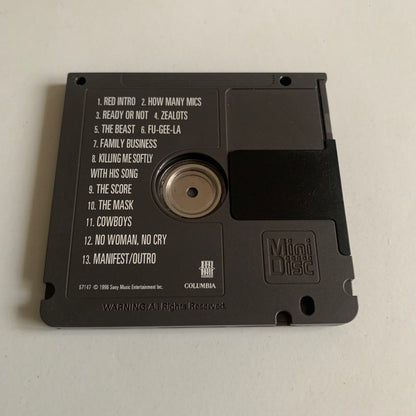 1. RED INTRO 2. HOW MANY MICS
3. READY OR NOT 4. ZEALOTS
5. THE BEAST 6. FU-GEE-LA
7. FAMILY BUSINESS
8. KILLING ME SOFTLY
WITH HIS SONG
9. THE SCORE
10. THE MASK
11. COWBOYS
12. NO WOMAN, NO CRY
13. MANIFEST/OUTRO
Mini
Disc
67147 © 1996 Sony Music Entertainment Inc.
COLUMBIA
WARNING All Rights Reserved.